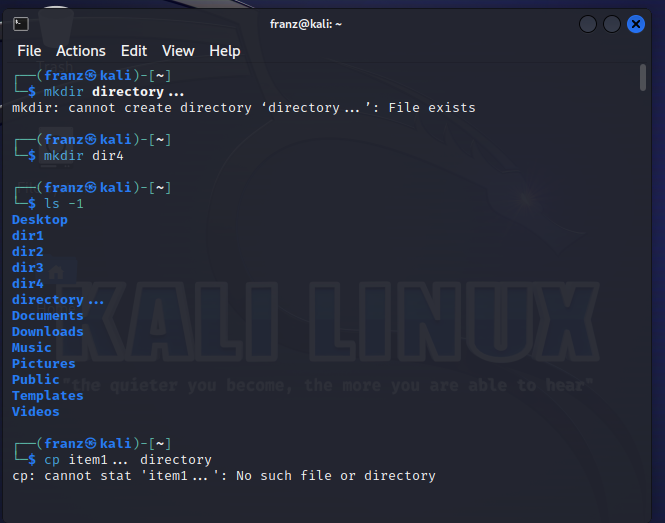 franz@kali: ~
File Actions Edit View Help
┌──(franz㉿kali)-[~]
└─$ mkdir directory...
mkdir: cannot create directory ‘directory...’: File exists
┌──(franz㉿kali)-[~]
└─$ mkdir dir4
┌──(franz㉿kali)-[~]
└─$ ls -1
Desktop
dir1
dir2
dir3
dir4
directory...
Documents
Downloads
Music
Pictures
Public
Templates
Videos
┌──(franz㉿kali)-[~]
└─$ cp item1... directory
cp: cannot stat 'item1...': No such file or directory
Trash
KALI LINUX
"the quieter you become, the more you are able to hear"